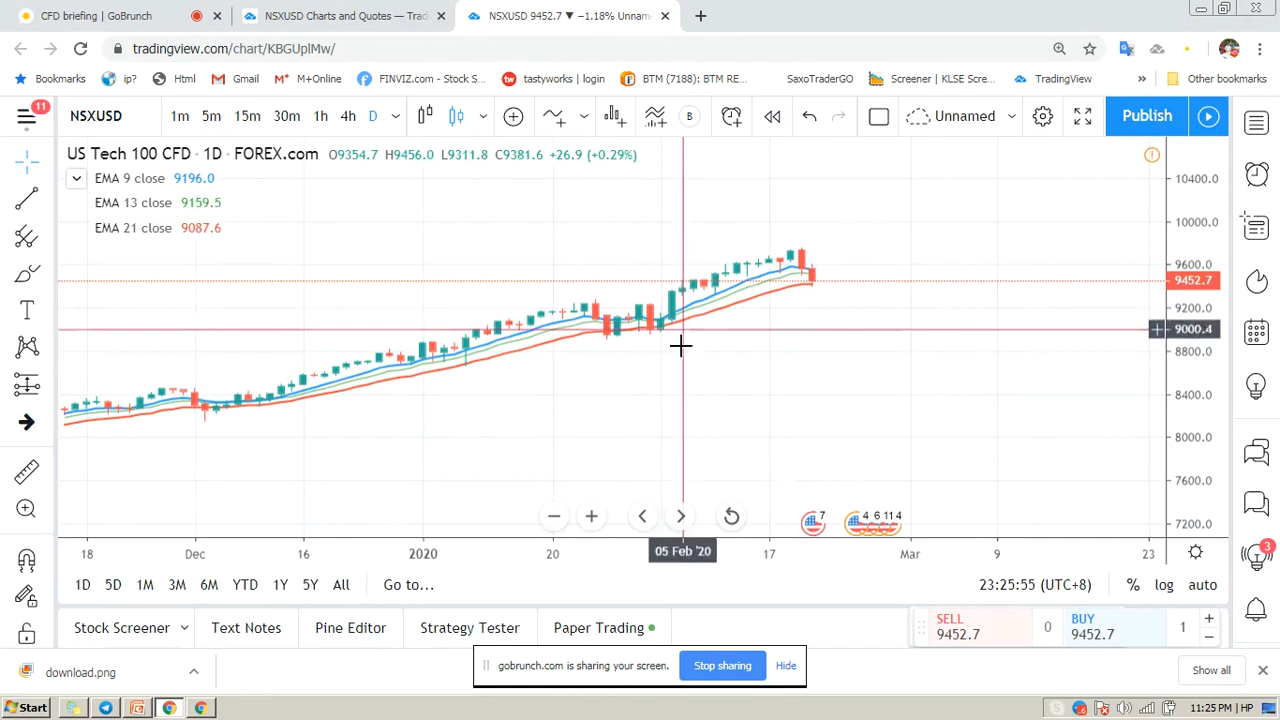 CFD briefing | GoBrunch
NSXUSD Charts and Quotes — Tradi
NSXUSD 9452.7 ▼ −1.18% Unnam
tradingview.com/chart/KBGUplMw/
Bookmarks ip? Html Gmail M+Online FINVIZ.com - Stock S... tastyworks | login BTM (7188): BTM RE... SaxoTraderGO Screener | KLSE Scre... TradingView » Other bookmarks
11 NSXUSD 1m 5m 15m 30m 1h 4h D B Unnamed Publish
US Tech 100 CFD · 1D · FOREX.com O9354.7 H9456.0 L9311.8 C9381.6 +26.9 (+0.29%)
EMA 9 close 9196.0
EMA 13 close 9159.5
EMA 21 close 9087.6
10400.0
10000.0
9600.0
9452.7
9200.0
9000.4
8800.0
8400.0
8000.0
7600.0
7200.0
7 4 6 11 4
18 Dec 16 2020 20 05 Feb '20 17 Mar 9 23
1D 5D 1M 3M 6M YTD 1Y 5Y All Go to... 23:25:55 (UTC+8) % log auto
3
Stock Screener Text Notes Pine Editor Strategy Tester Paper Trading
SELL 9452.7 0 BUY 9452.7 1
gobrunch.com is sharing your screen. Stop sharing Hide
download.png Show all
Start 11:25 PM | HP